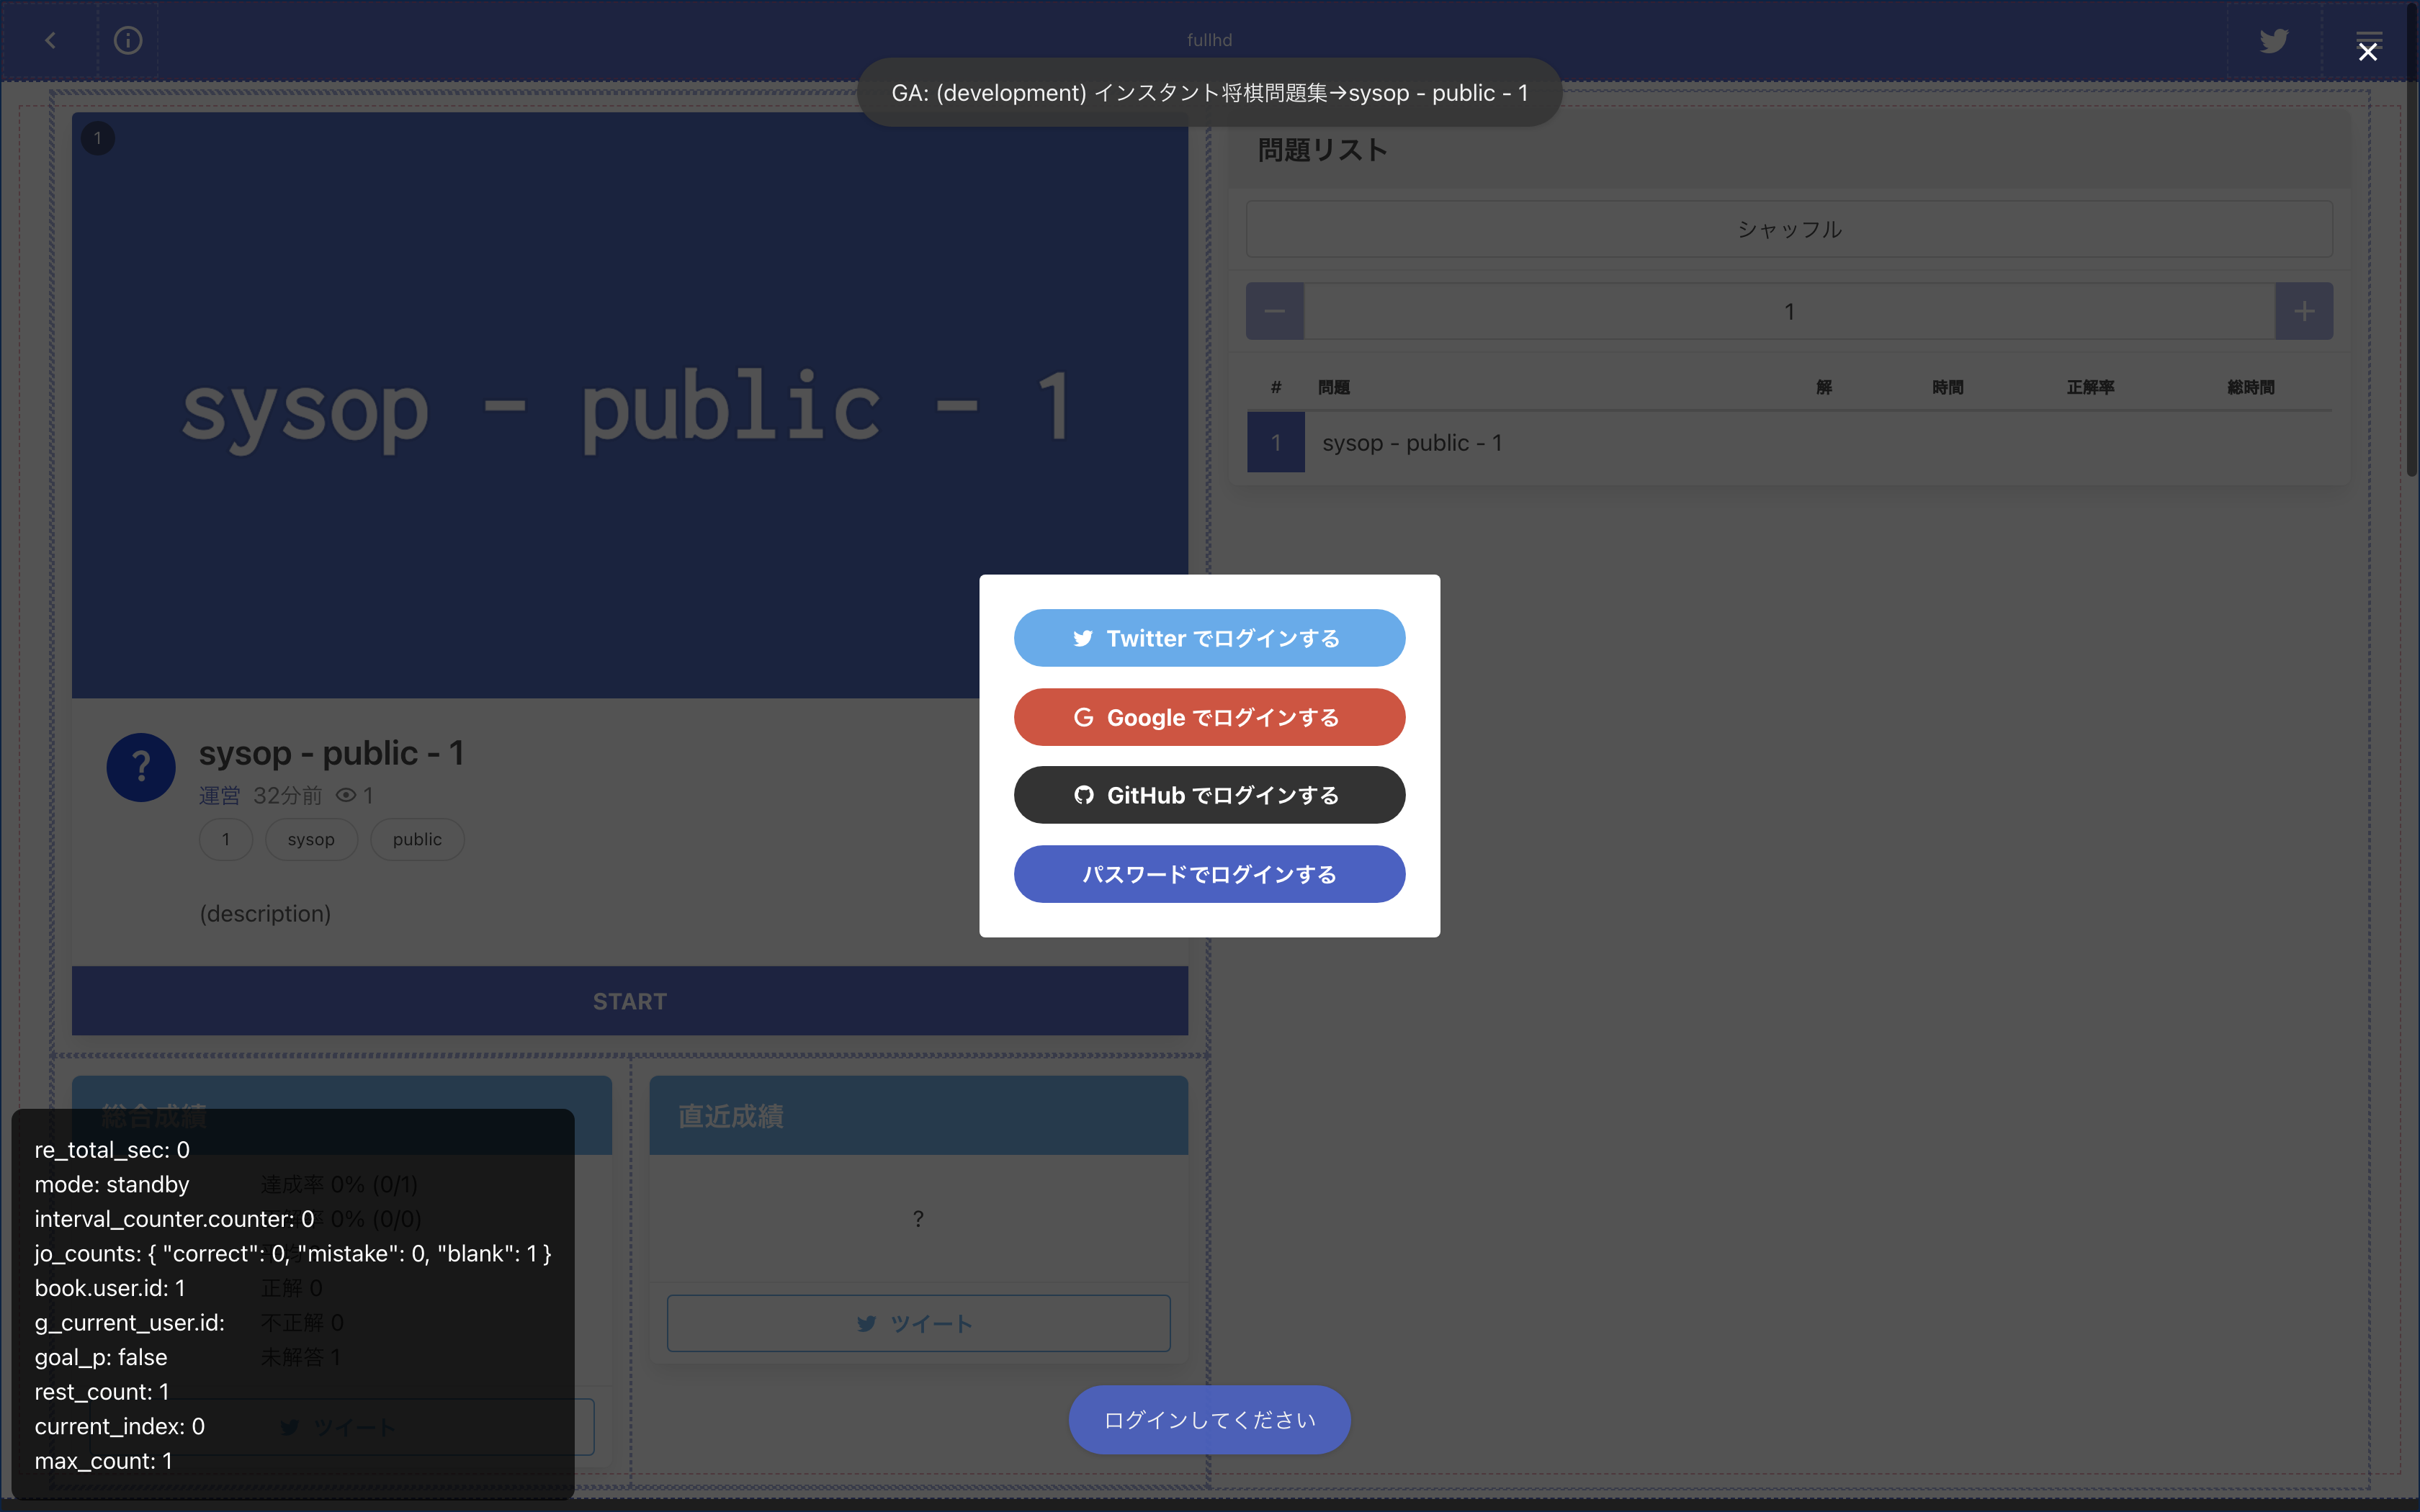 fullhd
GA: (development) インスタント将棋問題集→sysop - public - 1
1
sysop - public - 1
?
sysop - public - 1
運営 32分前 1
1 sysop public
(description)
START
問題リスト
シャッフル
1
# 問題 解 時間 正解率 総時間
1 sysop - public - 1
Twitter でログインする
Google でログインする
GitHub でログインする
パスワードでログインする
総合成績
達成率 0% (0/1)
0% (0/0)
正解 0
不正解 0
未解答 1
ツイート
直近成績
?
ツイート
re_total_sec: 0
mode: standby
interval_counter.counter: 0
jo_counts: { "correct": 0, "mistake": 0, "blank": 1 }
book.user.id: 1
g_current_user.id:
goal_p: false
rest_count: 1
current_index: 0
max_count: 1
ログインしてください